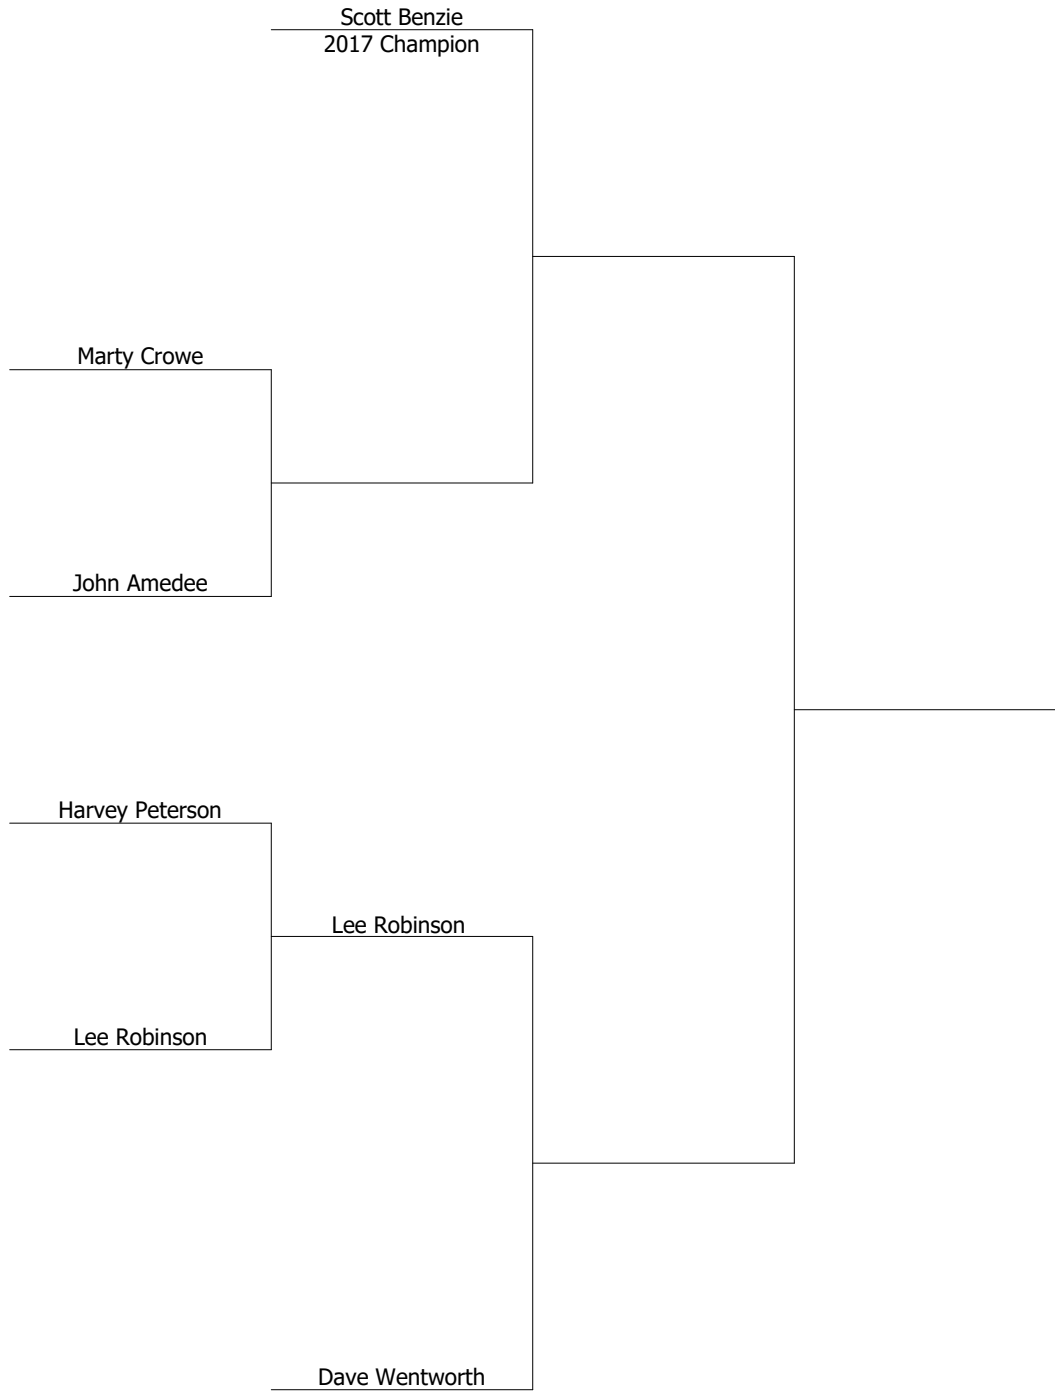 Scott Benzie
2017 Champion
Marty Crowe
John Amedee
Harvey Peterson
Lee Robinson
Lee Robinson
Dave Wentworth